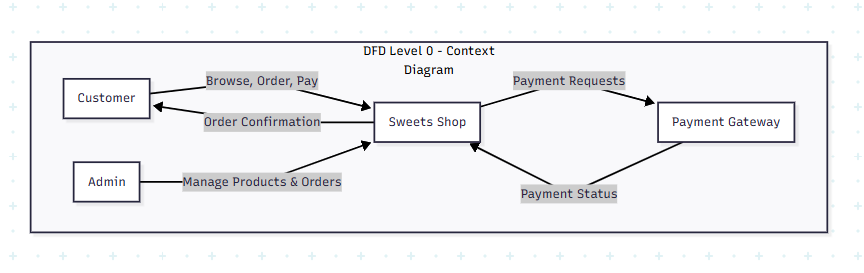 DFD Level 0 - Context
Diagram
Browse, Order, Pay
Payment Requests
Customer
Order Confirmation
Sweets Shop
Payment Gateway
Admin
Manage Products & Orders
Payment Status